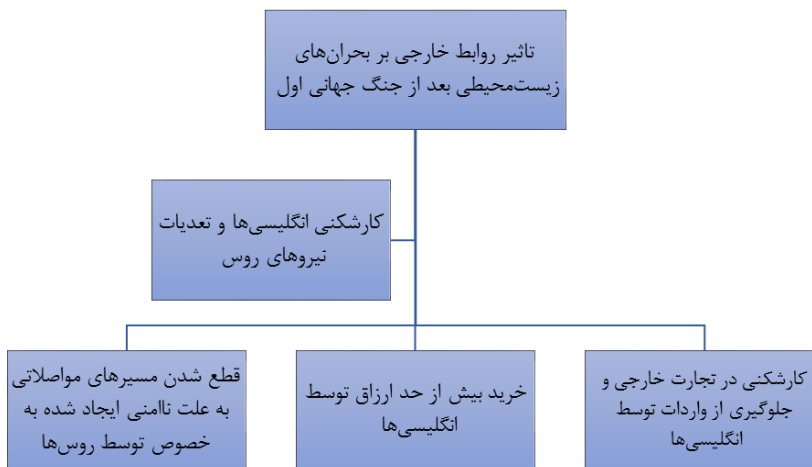 تاثیر روابط خارجی بر بحران‌های
زیست‌محیطی بعد از جنگ جهانی اول
کارشکنی انگلیسی‌ها و تعدیات
نیروهای روس
کارشکنی در تجارت خارجی و
جلوگیری از واردات توسط
انگلیسی‌ها
خرید بیش از حد ارزاق توسط
انگلیسی‌ها
قطع شدن مسیرهای مواصلاتی
به علت ناامنی ایجاد شده به
خصوص توسط روس‌ها